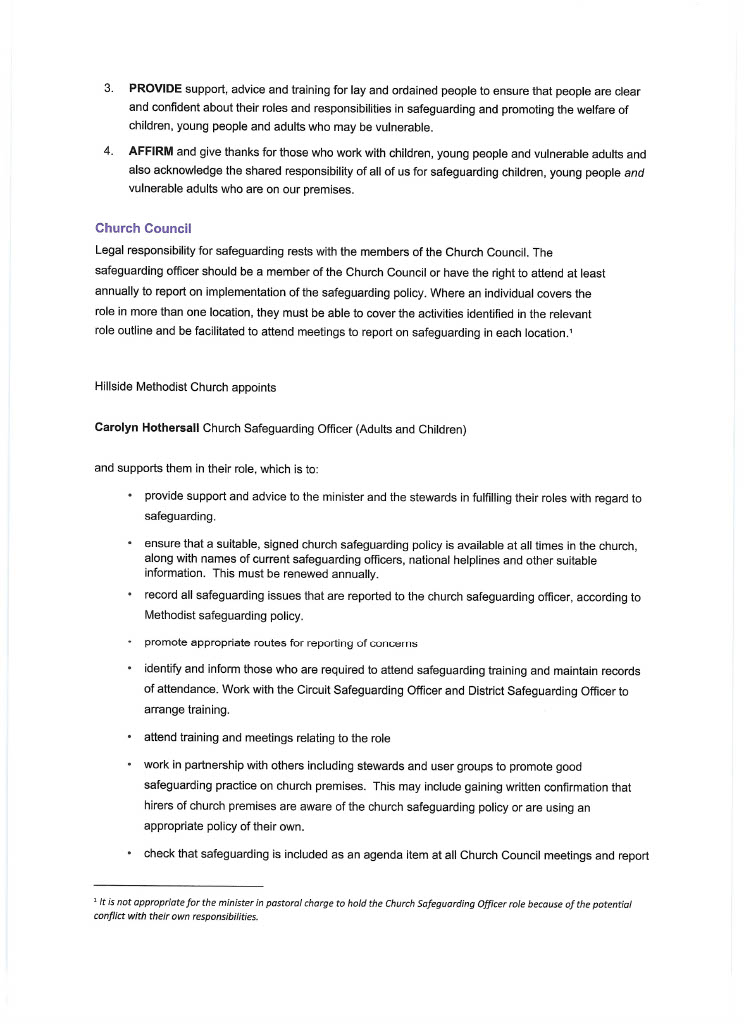 3. PROVIDE support, advice and training for lay and ordained people to ensure that people are clear
and confident about their roles and responsibilities in safeguarding and promoting the welfare of
children, young people and adults who may be vulnerable.
4. AFFIRM and give thanks for those who work with children, young people and vulnerable adults and
also acknowledge the shared responsibility of all of us for safeguarding children, young people and
vulnerable adults who are on our premises.
Church Council
Legal responsibility for safeguarding rests with the members of the Church Council. The
safeguarding officer should be a member of the Church Council or have the right to attend at least
annually to report on implementation of the safeguarding policy. Where an individual covers the
role in more than one location, they must be able to cover the activities identified in the relevant
role outline and be facilitated to attend meetings to report on safeguarding in each location.¹
Hillside Methodist Church appoints
Carolyn Hothersall Church Safeguarding Officer (Adults and Children)
and supports them in their role, which is to:
• provide support and advice to the minister and the stewards in fulfilling their roles with regard to
safeguarding.
• ensure that a suitable, signed church safeguarding policy is available at all times in the church,
along with names of current safeguarding officers, national helplines and other suitable
information. This must be renewed annually.
• record all safeguarding issues that are reported to the church safeguarding officer, according to
Methodist safeguarding policy.
• promote appropriate routes for reporting of concerns
• identify and inform those who are required to attend safeguarding training and maintain records
of attendance. Work with the Circuit Safeguarding Officer and District Safeguarding Officer to
arrange training.
• attend training and meetings relating to the role
• work in partnership with others including stewards and user groups to promote good
safeguarding practice on church premises. This may include gaining written confirmation that
hirers of church premises are aware of the church safeguarding policy or are using an
appropriate policy of their own.
• check that safeguarding is included as an agenda item at all Church Council meetings and report
¹ It is not appropriate for the minister in pastoral charge to hold the Church Safeguarding Officer role because of the potential
conflict with their own responsibilities.